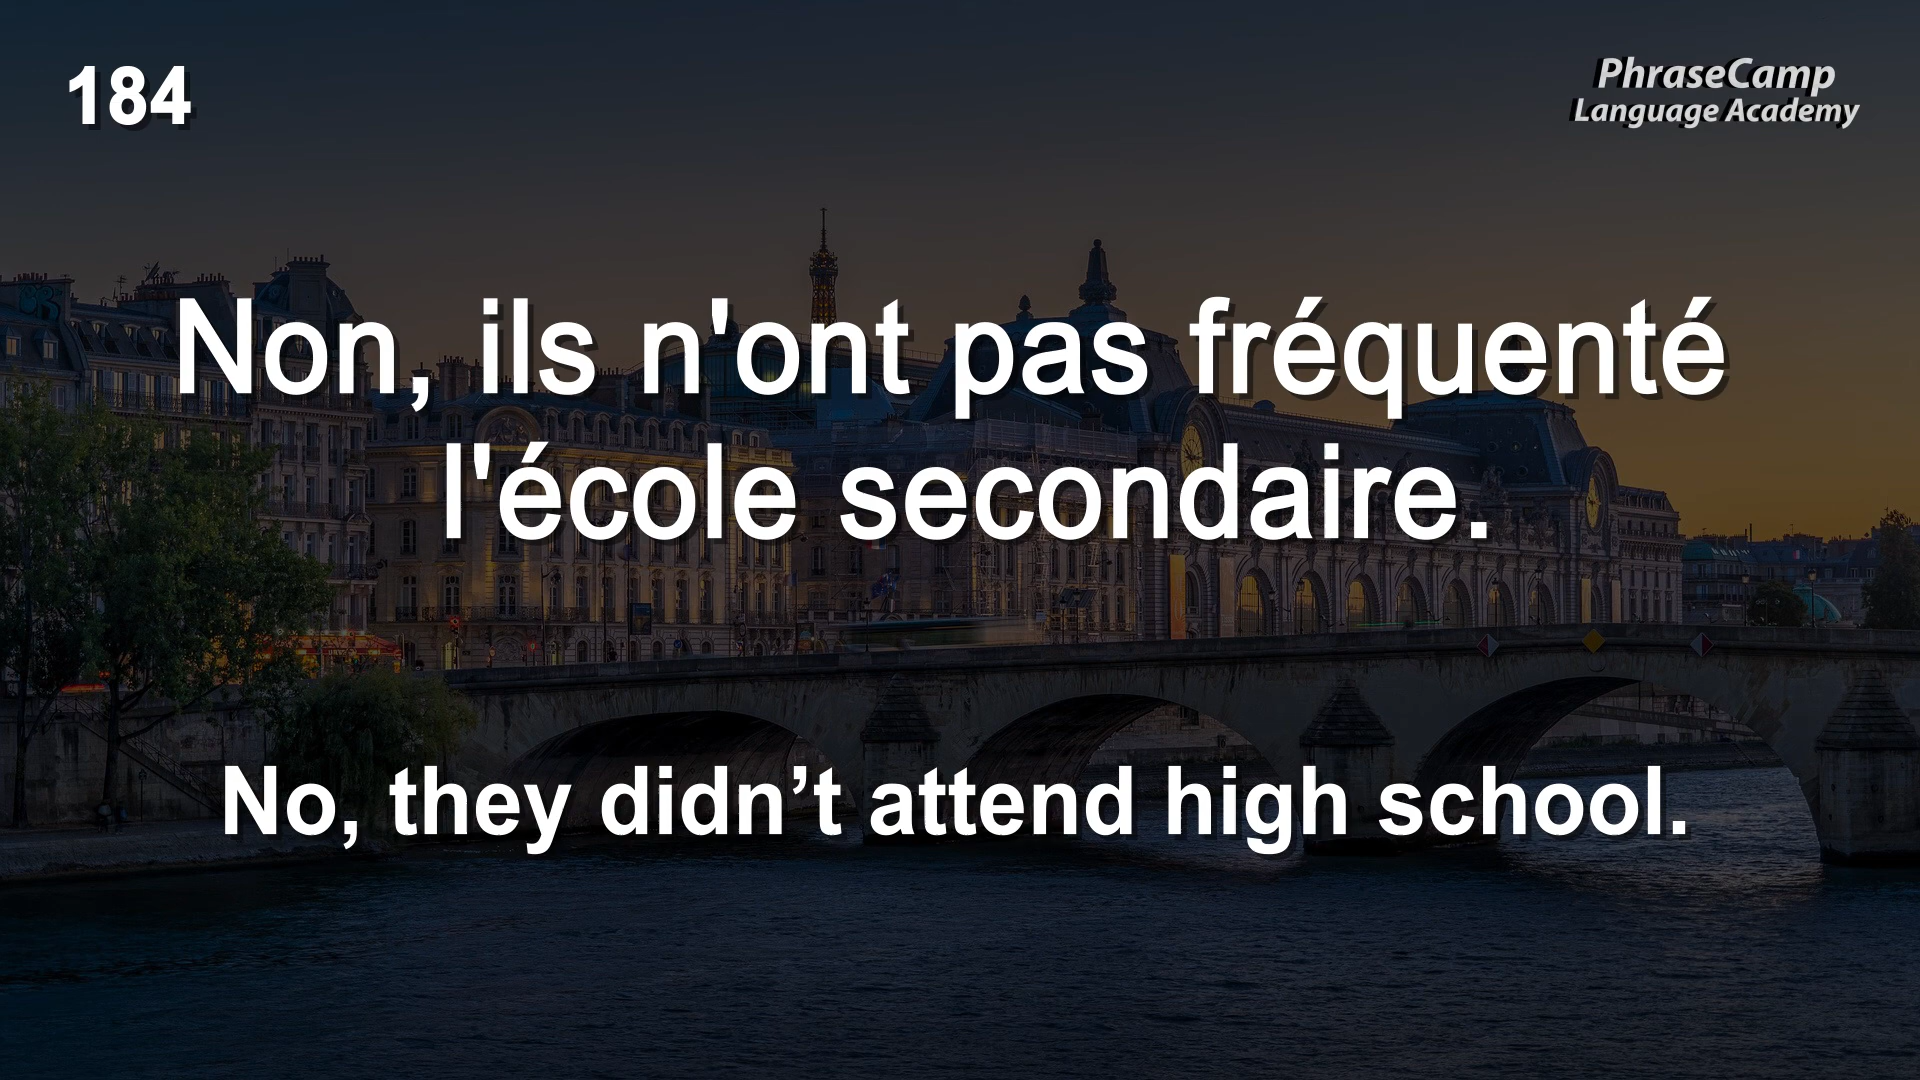 184
PhraseCamp
Language Academy
Non, ils n'ont pas fréquenté
l'école secondaire.
No, they didn’t attend high school.